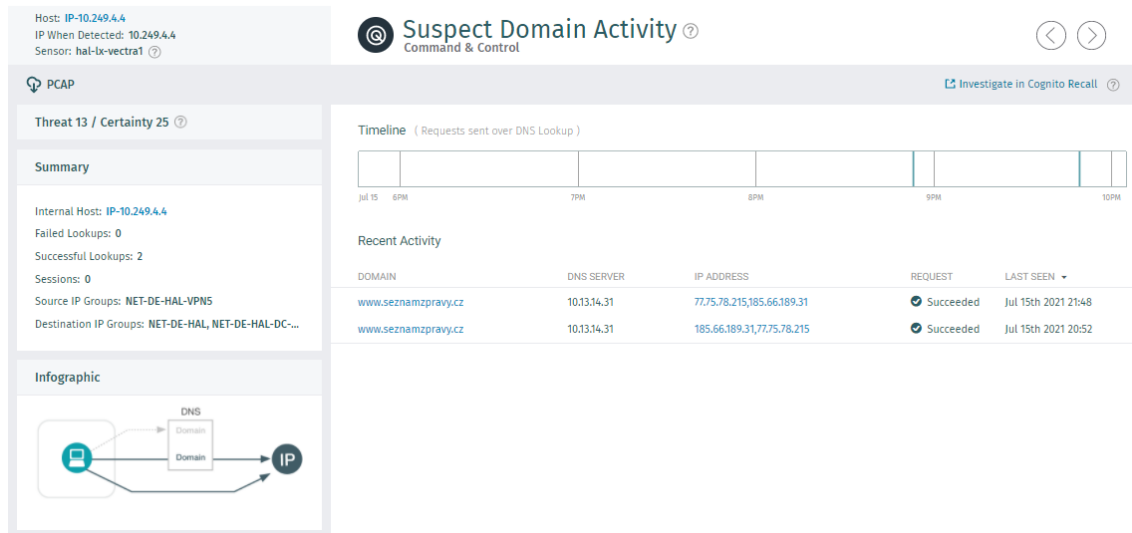 Host: IP-10.249.4.4
IP When Detected: 10.249.4.4
Sensor: hal-lx-vectra1 ?
Suspect Domain Activity ?
Command & Control
PCAP
Investigate in Cognito Recall ?
Threat 13 / Certainty 25 ?
Summary
Internal Host: IP-10.249.4.4
Failed Lookups: 0
Successful Lookups: 2
Sessions: 0
Source IP Groups: NET-DE-HAL-VPN5
Destination IP Groups: NET-DE-HAL, NET-DE-HAL-DC-...
Infographic
DNS
Domain
Domain
IP
Timeline ( Requests sent over DNS Lookup )
Jul 15 6PM 7PM 8PM 9PM 10PM
Recent Activity
DOMAIN DNS SERVER IP ADDRESS REQUEST LAST SEEN
www.seznamzpravy.cz 10.13.14.31 77.75.78.215,185.66.189.31 Succeeded Jul 15th 2021 21:48
www.seznamzpravy.cz 10.13.14.31 185.66.189.31,77.75.78.215 Succeeded Jul 15th 2021 20:52